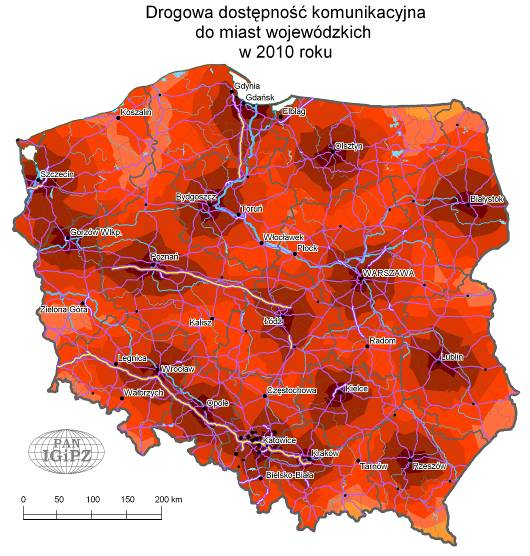 Drogowa dostępność komunikacyjna
do miast wojewódzkich
w 2010 roku
Gdynia
Gdańsk
Koszalin
Elbląg
Olsztyn
Szczecin
Bydgoszcz
Toruń
Białystok
Gorzów Wlkp.
Włocławek
Płock
Poznań
WARSZAWA
Zielona Góra
Kalisz
Łódź
Radom
Legnica
Wrocław
Lublin
Wałbrzych
Opole
Częstochowa
Kielce
PAN
IGiPZ
Katowice
Kraków
Tarnów
Rzeszów
Bielsko-Biała
0 50 100 150 200 km